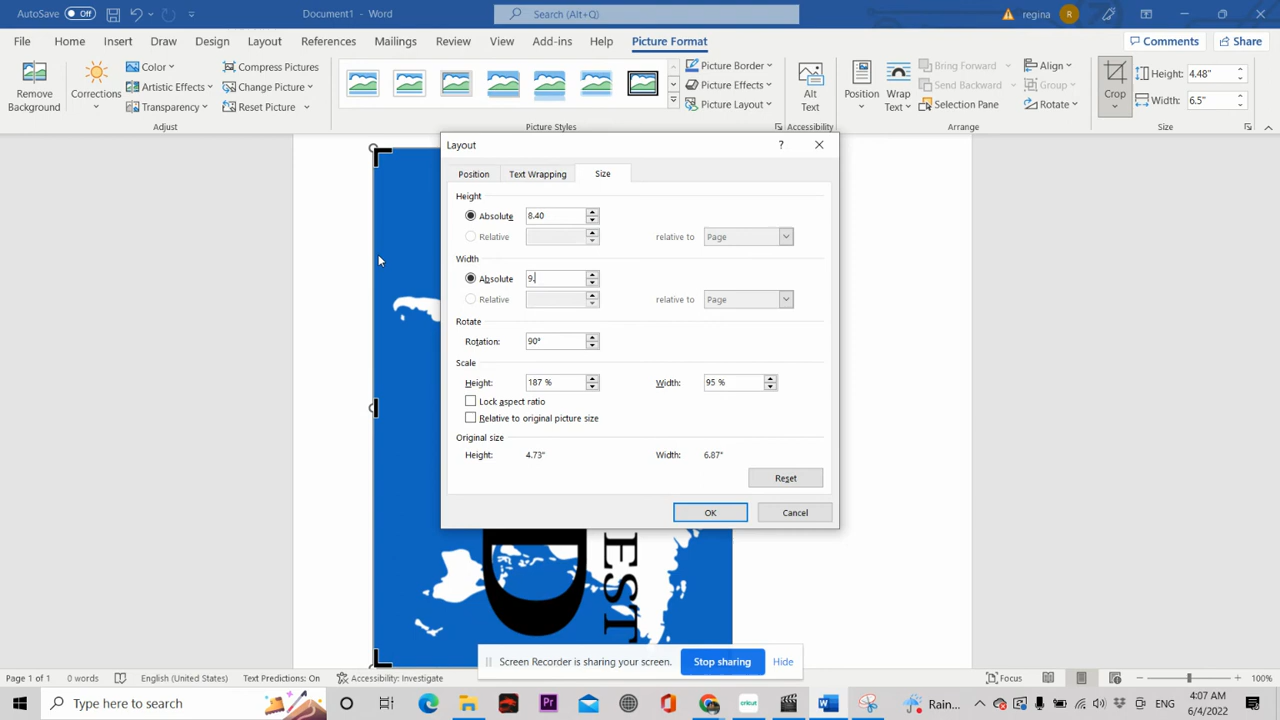 AutoSave Off Document1 - Word Search (Alt+Q) regina R
File Home Insert Draw Design Layout References Mailings Review View Add-ins Help Picture Format Comments Share
Remove Background
Corrections
Color
Artistic Effects
Transparency
Compress Pictures
Change Picture
Reset Picture
Adjust
Picture Styles
Picture Border
Picture Effects
Picture Layout
Alt Text
Accessibility
Position
Wrap Text
Bring Forward
Send Backward
Selection Pane
Align
Group
Rotate
Arrange
Crop
Height: 4.48"
Width: 6.5"
Size
Layout ?
Position Text Wrapping Size
Height
Absolute 8.40
Relative relative to Page
Width
Absolute 9.
Relative relative to Page
Rotate
Rotation: 90°
Scale
Height: 187 % Width: 95 %
Lock aspect ratio
Relative to original picture size
Original size
Height: 4.73" Width: 6.87"
Reset
OK Cancel
D
EST
Screen Recorder is sharing your screen. Stop sharing Hide
Page 1 of 1 0 words English (United States) Text Predictions: On Accessibility: Investigate Focus 100%
Type here to search Pr cricut W Rain... 4:07 AM
6/4/2022